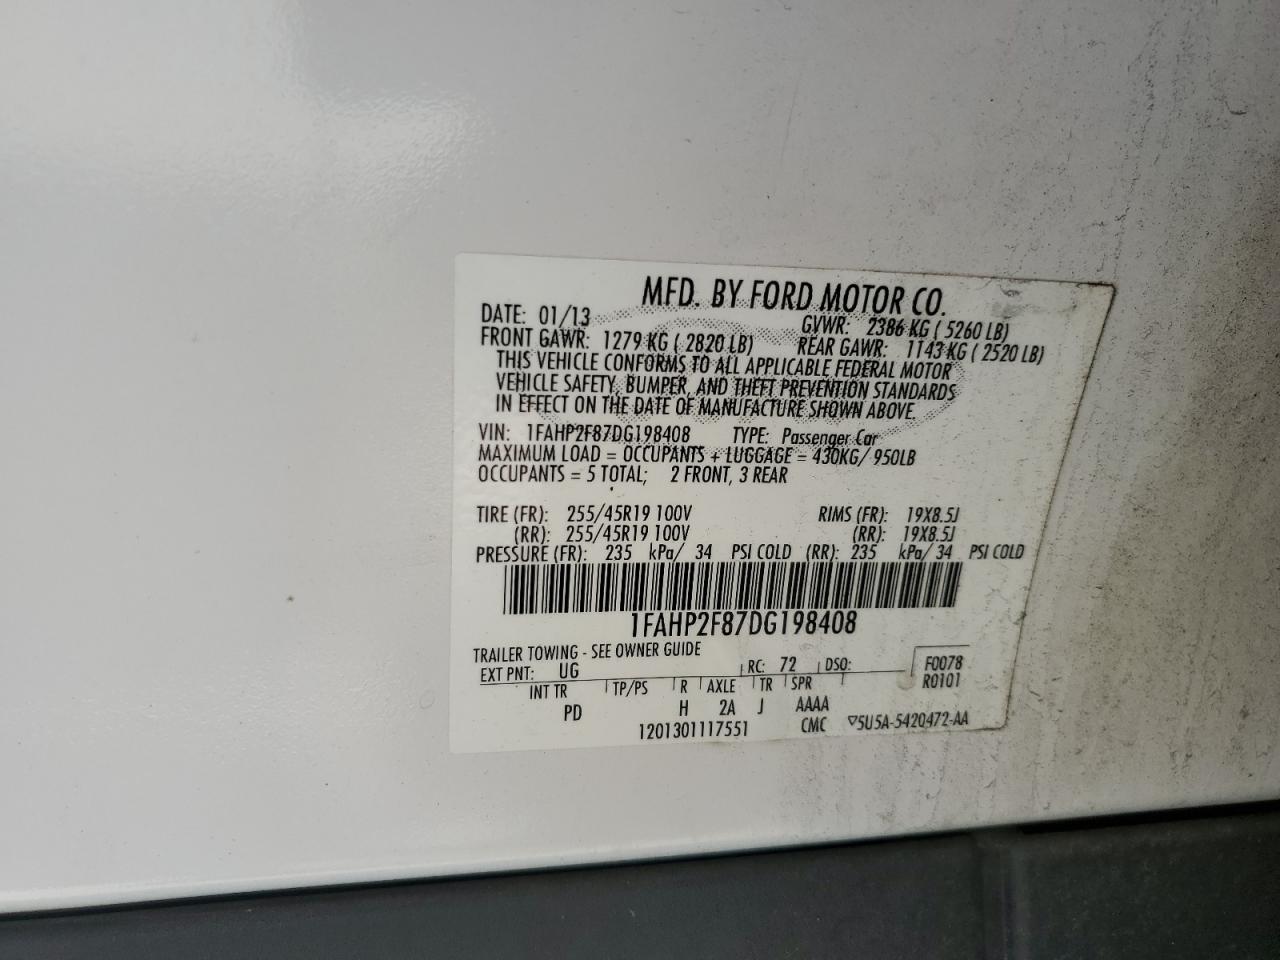 MFD. BY FORD MOTOR CO.
DATE: 01/13 GVWR: 2386 KG ( 5260 LB)
FRONT GAWR: 1279 KG ( 2820 LB) REAR GAWR: 1143 KG ( 2520 LB)
THIS VEHICLE CONFORMS TO ALL APPLICABLE FEDERAL MOTOR
VEHICLE SAFETY, BUMPER, AND THEFT PREVENTION STANDARDS
IN EFFECT ON THE DATE OF MANUFACTURE SHOWN ABOVE.
VIN: 1FAHP2F87DG198408 TYPE: Passenger Car
MAXIMUM LOAD = OCCUPANTS + LUGGAGE = 430KG/ 950LB
OCCUPANTS = 5 TOTAL; 2 FRONT, 3 REAR
TIRE (FR): 255/45R19 100V RIMS (FR): 19X8.5J
(RR): 255/45R19 100V (RR): 19X8.5J
PRESSURE (FR): 235 kPa/ 34 PSI COLD (RR): 235 kPa/ 34 PSI COLD
1FAHP2F87DG198408
TRAILER TOWING - SEE OWNER GUIDE
EXT PNT: UG RC: 72 DSO: F0078
R0101
INT TR TP/PS R AXLE TR SPR
PD H 2A J AAAA
1201301117551 CMC ▽5U5A-5420472-AA